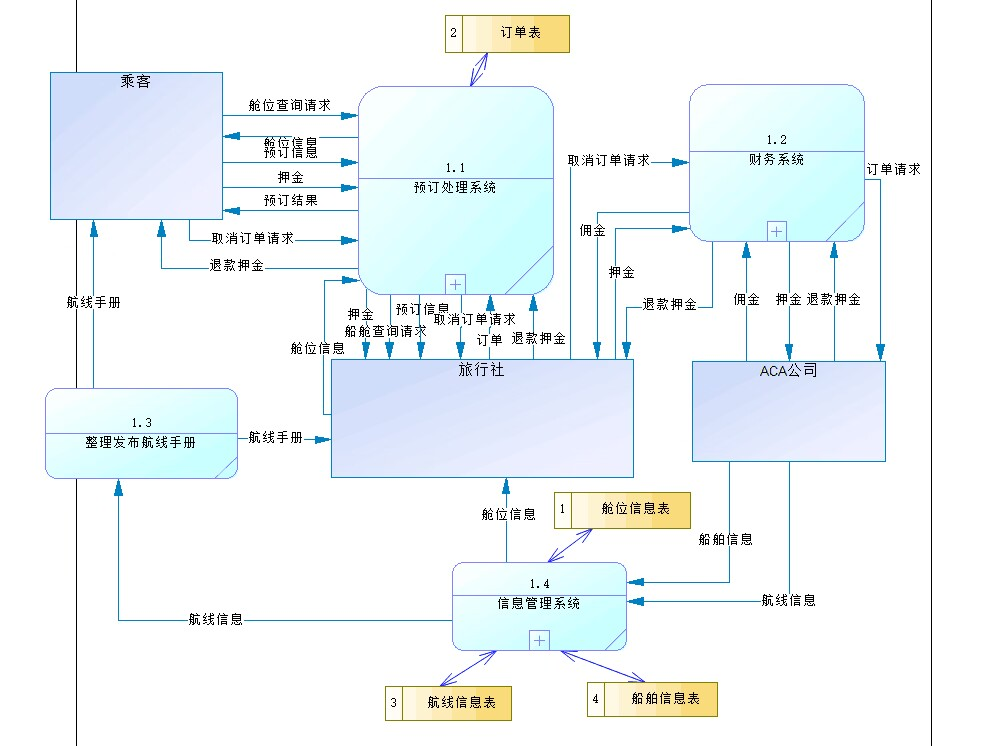 2 订单表
乘客
舱位查询请求
舱位信息
预订信息
押金
预订结果
取消订单请求
退款押金
1.1
预订处理系统
1.2
财务系统
取消订单请求
订单请求
佣金
押金
退款押金
佣金
押金
退款押金
航线手册
押金
预订信息
取消订单请求
船舱查询请求
订单
退款押金
舱位信息
旅行社
ACA公司
1.3
整理发布航线手册
航线手册
舱位信息
1 舱位信息表
船舶信息
1.4
信息管理系统
航线信息
航线信息
3 航线信息表
4 船舶信息表